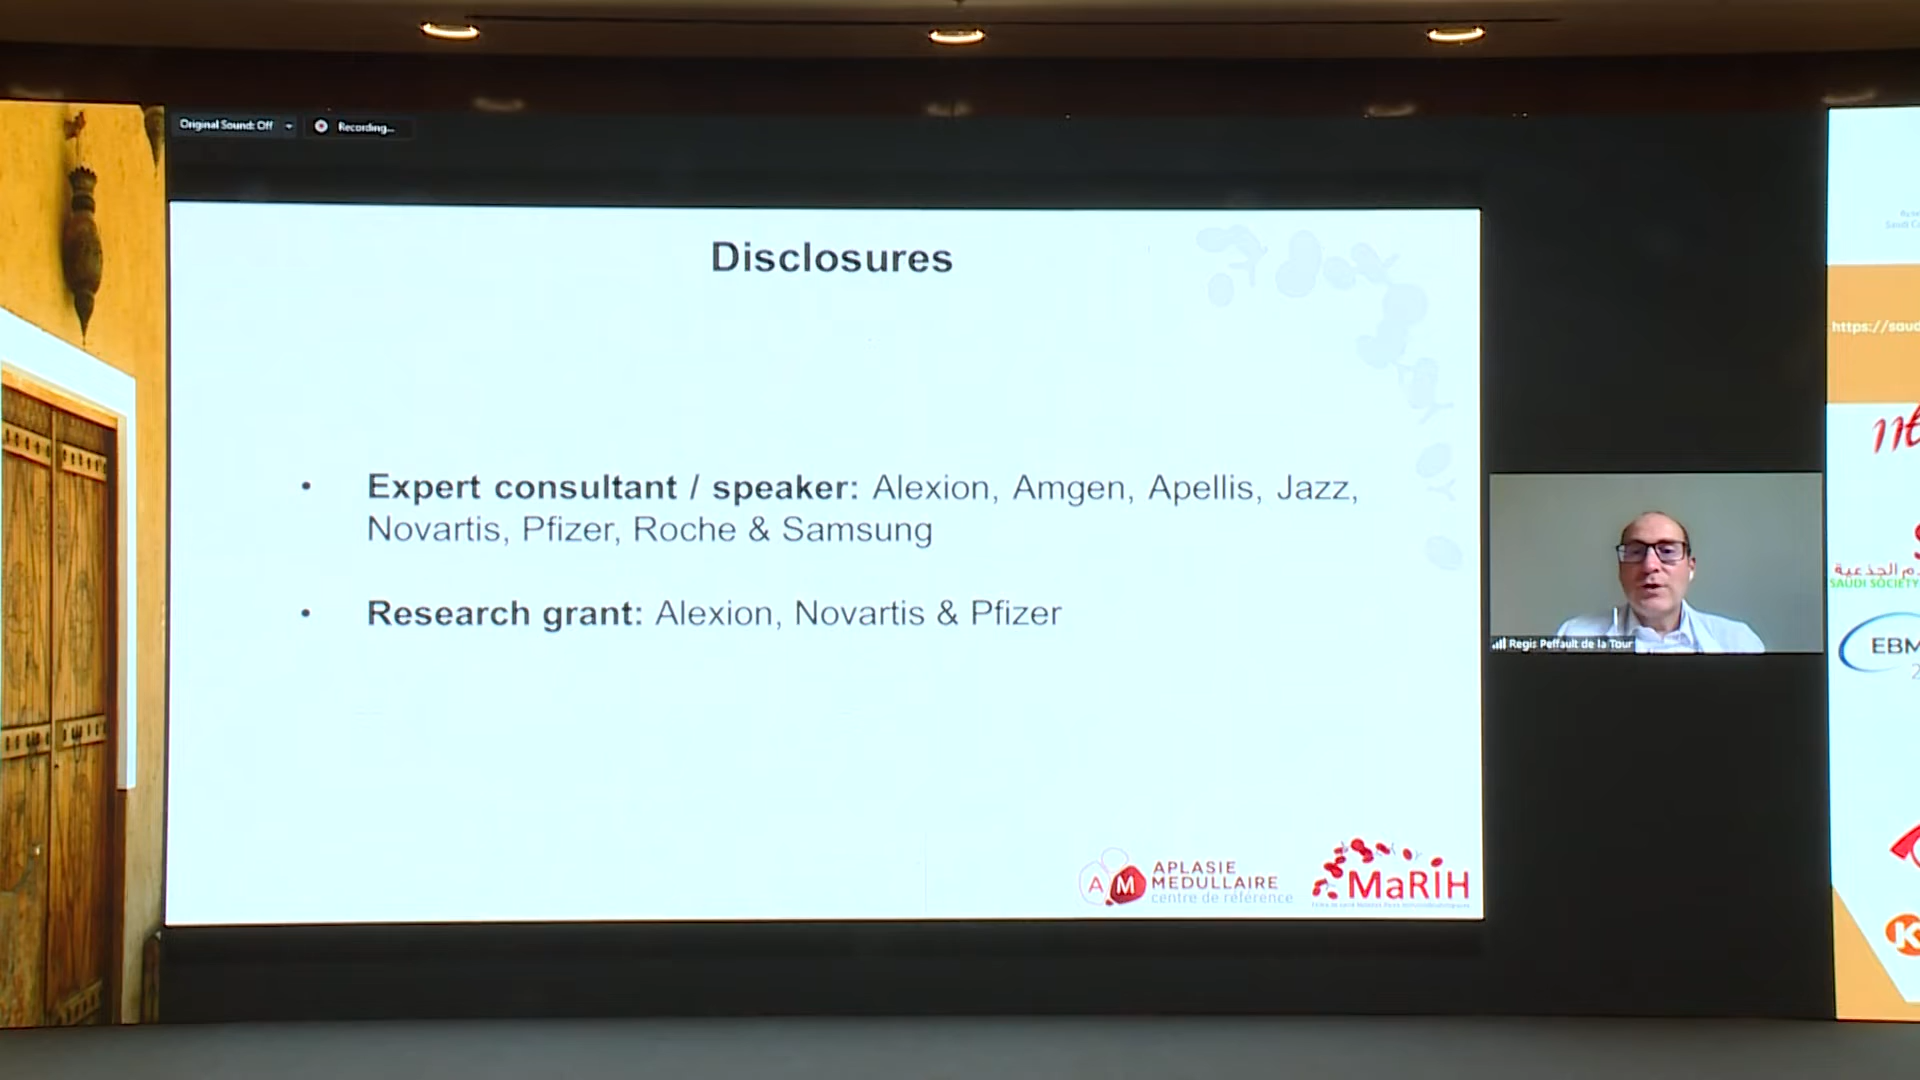 Original Sound: Off
Recording...
Disclosures
• Expert consultant / speaker: Alexion, Amgen, Apellis, Jazz,
Novartis, Pfizer, Roche & Samsung
• Research grant: Alexion, Novartis & Pfizer
APLASIE
MEDULLAIRE
centre de référence
AM
MaRIH
Regis Peffault de la Tour
https://saud
SAUDI SOCIETY
EBM